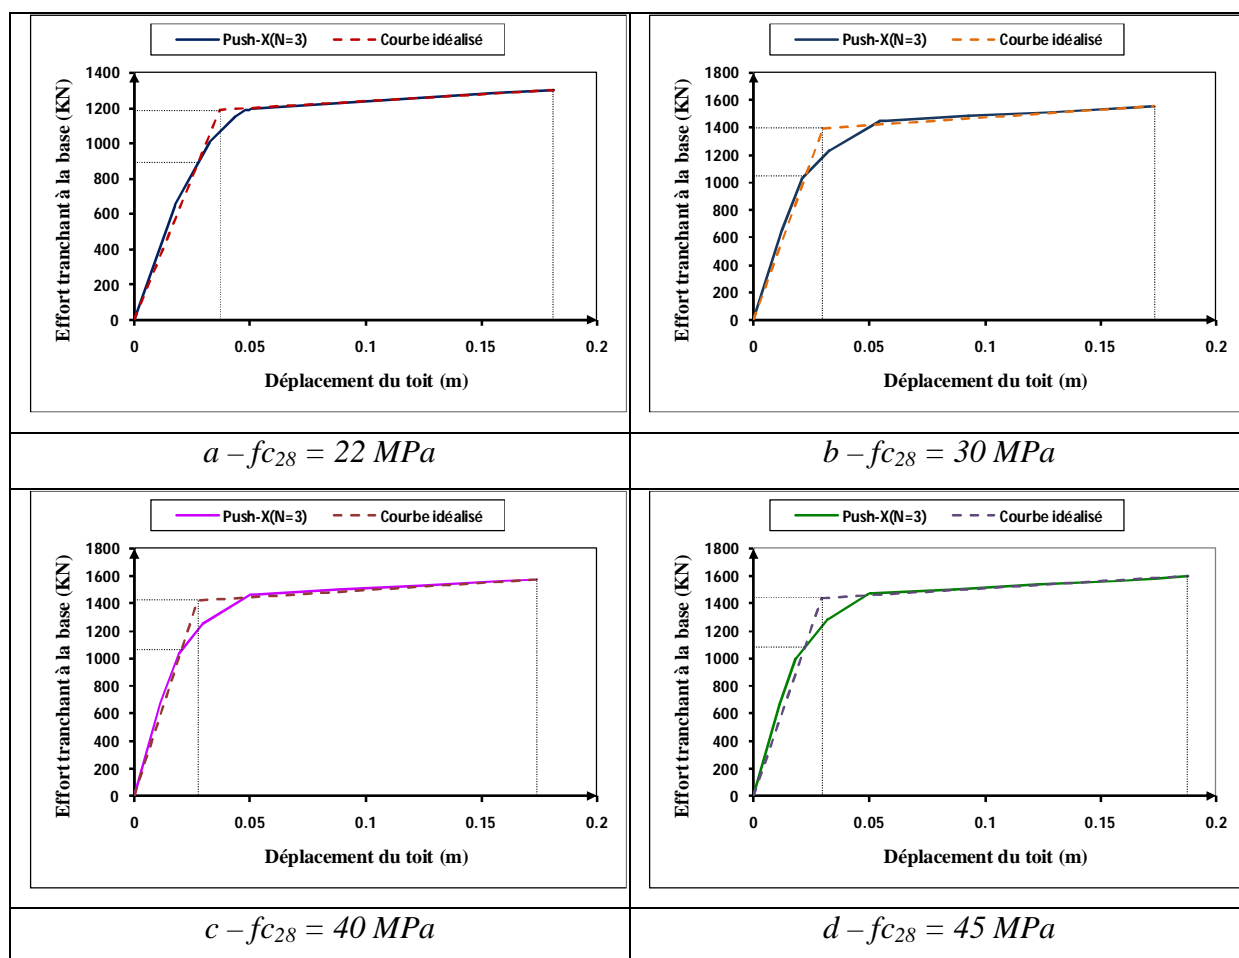 Push-X(N=3) Courbe idéalisé
Effort tranchant à la base (KN)
1400
1200
1000
800
600
400
200
0
0 0.05 0.1 0.15 0.2
Déplacement du toit (m)
a – fc28 = 22 MPa
Push-X(N=3) Courbe idéalisé
Effort tranchant à la base (KN)
1800
1600
1400
1200
1000
800
600
400
200
0
0 0.05 0.1 0.15 0.2
Déplacement du toit (m)
b – fc28 = 30 MPa
Push-X(N=3) Courbe idéalisé
Effort tranchant à la base (KN)
1800
1600
1400
1200
1000
800
600
400
200
0
0 0.05 0.1 0.15 0.2
Déplacement du toit (m)
c – fc28 = 40 MPa
Push-X(N=3) Courbe idéalisé
Effort tranchant à la base (KN)
1800
1600
1400
1200
1000
800
600
400
200
0
0 0.05 0.1 0.15 0.2
Déplacement du toit (m)
d – fc28 = 45 MPa